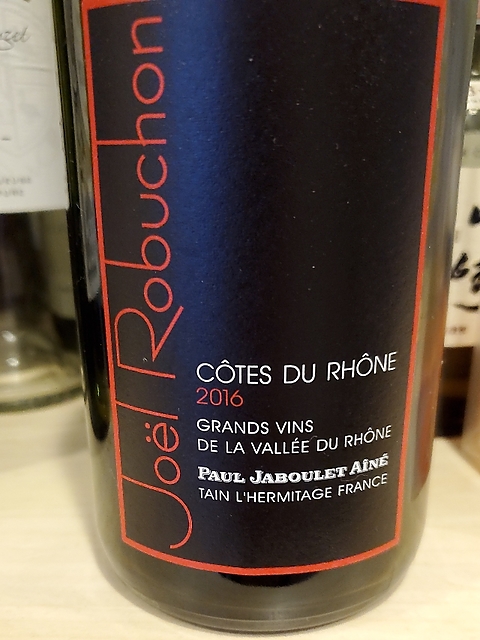 Joël Robuchon
CÔTES DU RHÔNE
2016
GRANDS VINS
DE LA VALLÉE DU RHÔNE
PAUL JABOULET AÎNÉ
TAIN L'HERMITAGE FRANCE